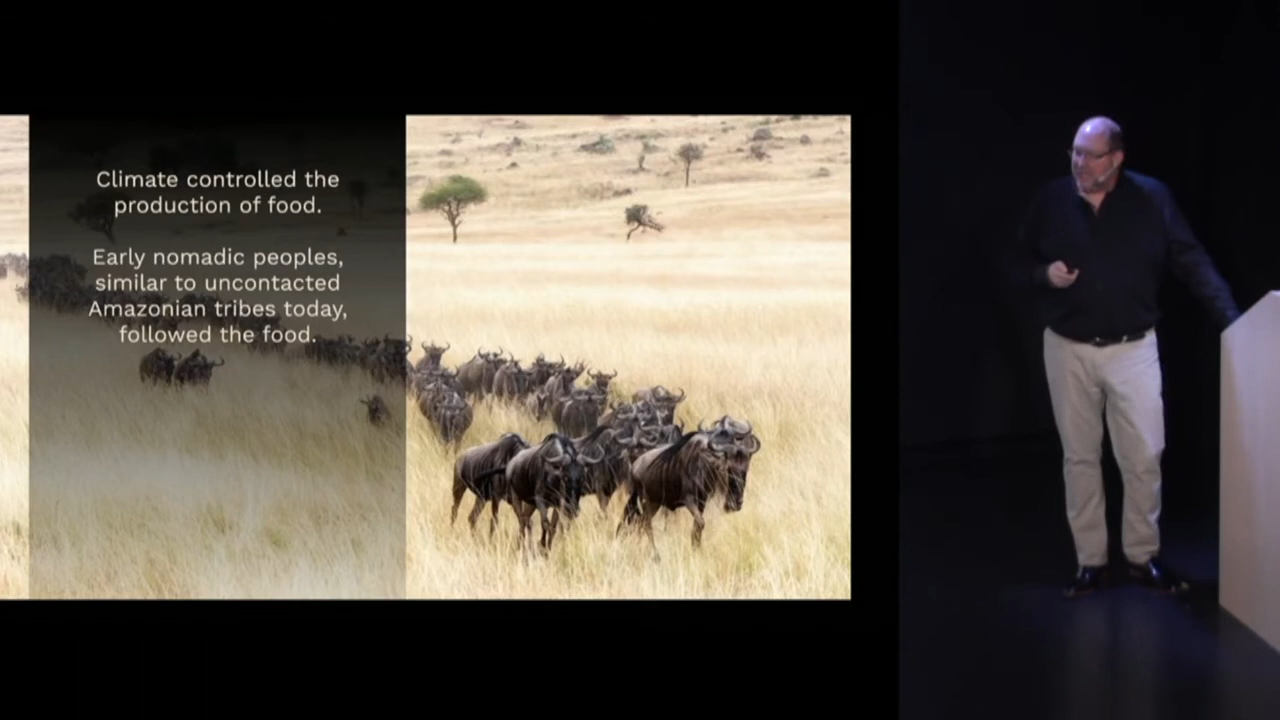 Climate controlled the
production of food.
Early nomadic peoples,
similar to uncontacted
Amazonian tribes today,
followed the food.